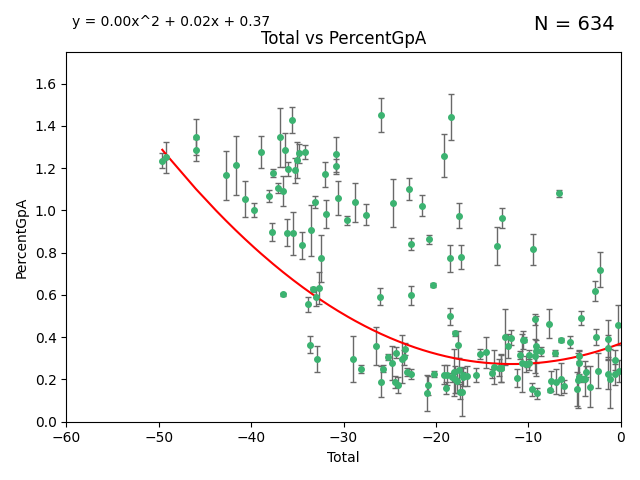 y = 0.00x^2 + 0.02x + 0.37
N = 634
Total vs PercentGpA
PercentGpA
1.6
1.4
1.2
1.0
0.8
0.6
0.4
0.2
0.0
−60 −50 −40 −30 −20 −10 0
Total